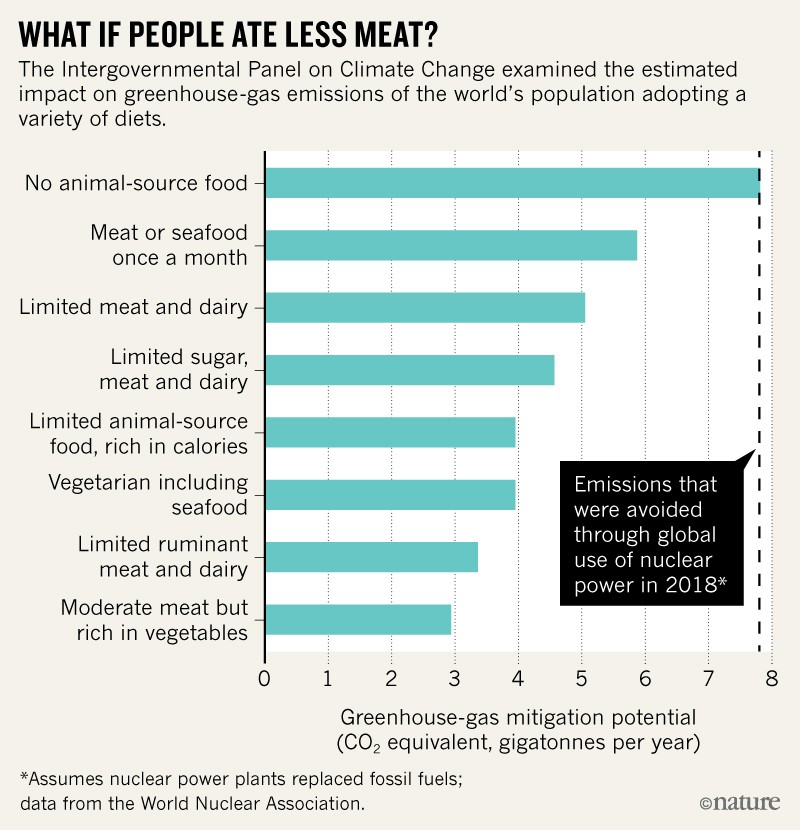 WHAT IF PEOPLE ATE LESS MEAT?
The Intergovernmental Panel on Climate Change examined the estimated
impact on greenhouse-gas emissions of the world’s population adopting a
variety of diets.
No animal-source food
Meat or seafood
once a month
Limited meat and dairy
Limited sugar,
meat and dairy
Limited animal-source
food, rich in calories
Vegetarian including
seafood
Limited ruminant
meat and dairy
Moderate meat but
rich in vegetables
Emissions that
were avoided
through global
use of nuclear
power in 2018*
0 1 2 3 4 5 6 7 8
Greenhouse-gas mitigation potential
(CO₂ equivalent, gigatonnes per year)
*Assumes nuclear power plants replaced fossil fuels;
data from the World Nuclear Association.
©nature